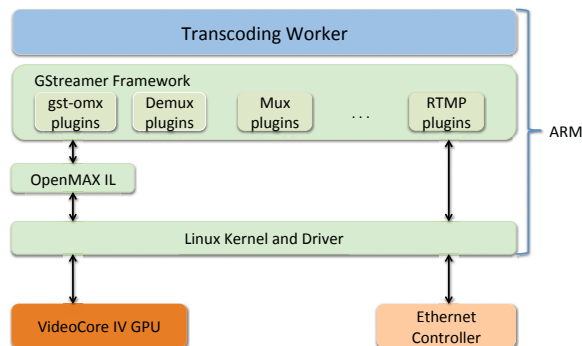 Transcoding Worker
GStreamer Framework
gst-omx
plugins
Demux
plugins
Mux
plugins
...
RTMP
plugins
ARM
OpenMAX IL
Linux Kernel and Driver
VideoCore IV GPU
Ethernet
Controller